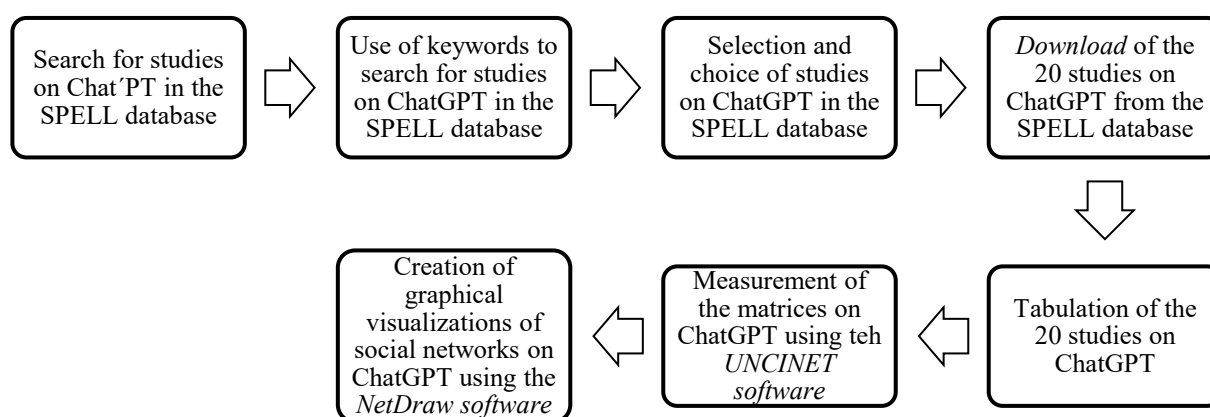 Search for studies
on Chat´PT in the
SPELL database
Use of keywords to
search for studies
on ChatGPT in the
SPELL database
Selection and
choice of studies
on ChatGPT in the
SPELL database
Download of the
20 studies on
ChatGPT from the
SPELL database
Tabulation of the
20 studies on
ChatGPT
Measurement of
the matrices on
ChatGPT using teh
UNCINET
software
Creation of
graphical
visualizations of
social networks on
ChatGPT using the
NetDraw software